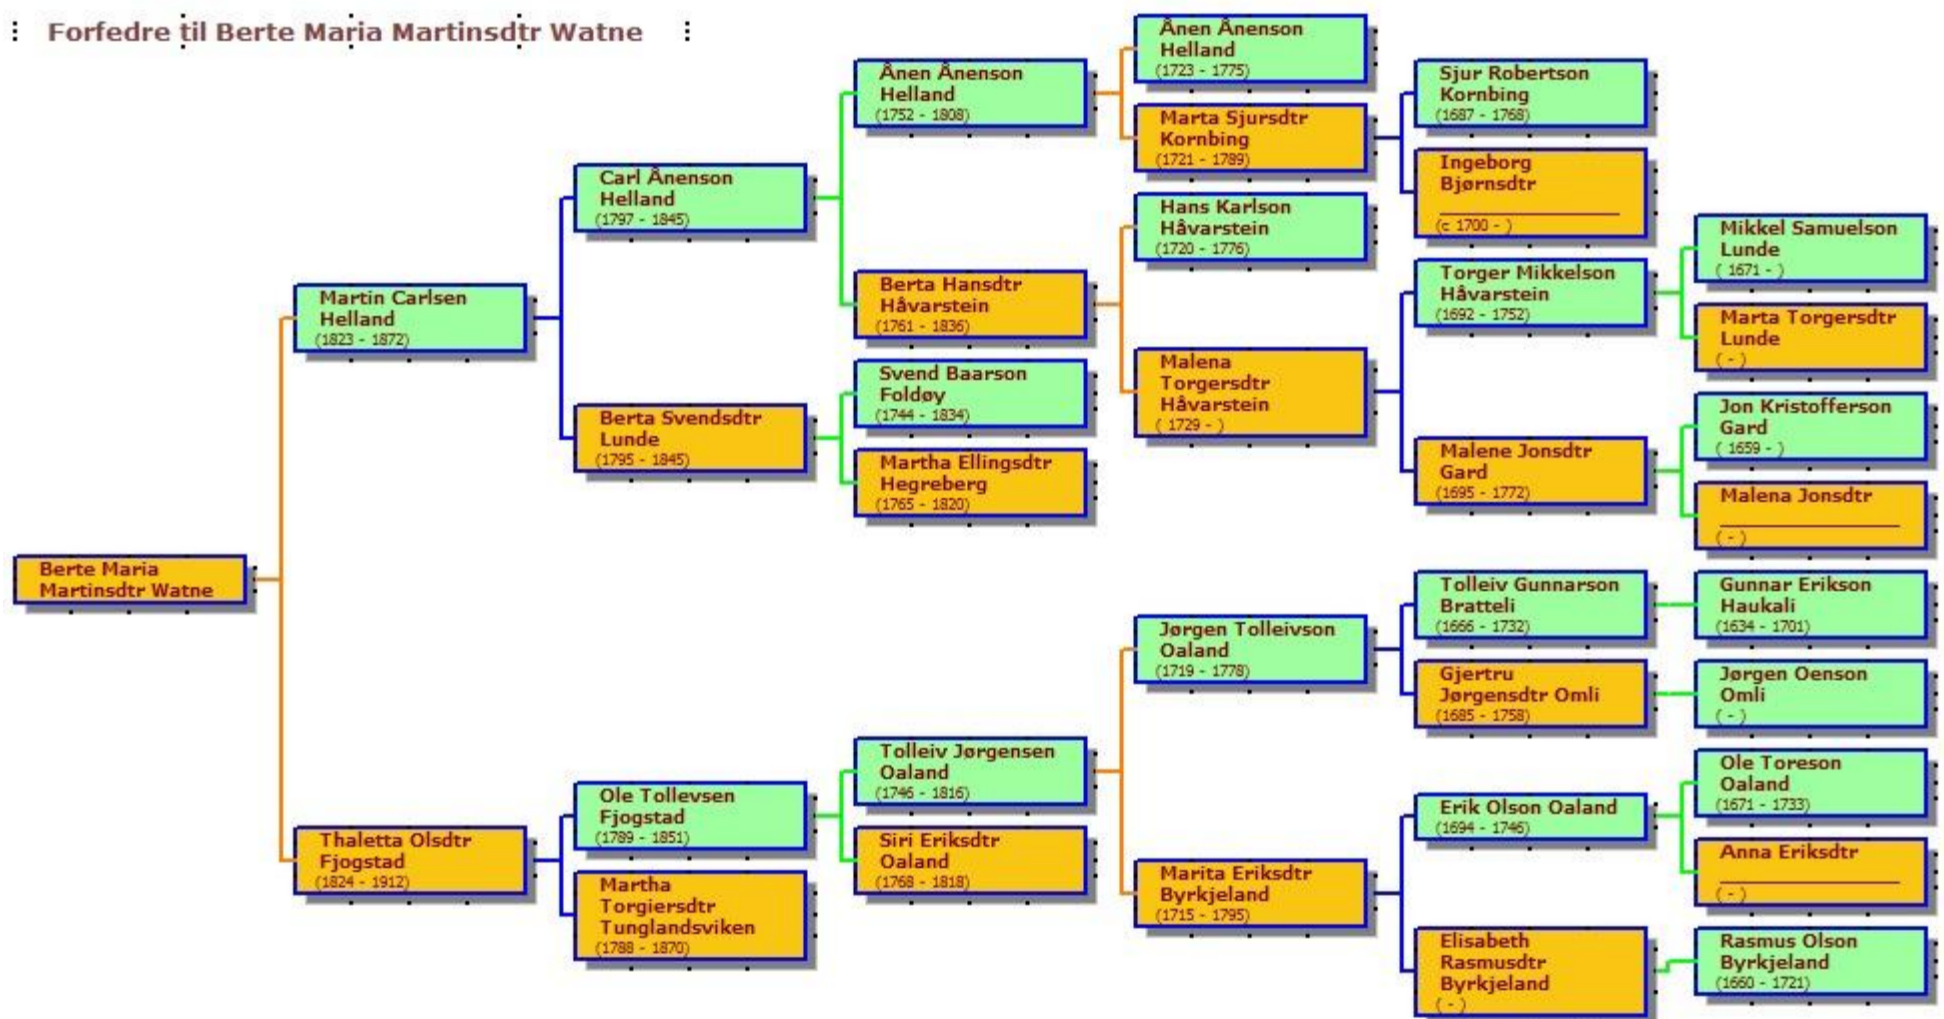 Forfedre til Berte Maria Martinsdtr Watne
Berte Maria
Martinsdtr Watne
Martin Carlsen
Helland
(1823 - 1872)
Thaletta Olsdtr
Fjogstad
(1824 - 1912)
Carl Ånenson
Helland
(1797 - 1845)
Berta Svendsdtr
Lunde
(1795 - 1845)
Ole Tollevsen
Fjogstad
(1789 - 1851)
Martha
Torgiersdtr
Tunglandsviken
(1788 - 1870)
Ånen Ånenson
Helland
(1752 - 1808)
Berta Hansdtr
Håvarstein
(1761 - 1836)
Svend Baarson
Foldøy
(1744 - 1834)
Martha Ellingsdtr
Hegreberg
(1765 - 1820)
Tolleiv Jørgensen
Oaland
(1746 - 1816)
Siri Eriksdtr
Oaland
(1768 - 1818)
Ånen Ånenson
Helland
(1723 - 1775)
Marta Sjursdtr
Kornbing
(1721 - 1789)
Hans Karlson
Håvarstein
(1720 - 1776)
Malena
Torgersdtr
Håvarstein
( 1729 - )
Jørgen Tolleivson
Oaland
(1719 - 1778)
Marita Eriksdtr
Byrkjeland
(1715 - 1795)
Sjur Robertson
Kornbing
(1687 - 1768)
Ingeborg
Bjørnsdtr
(c 1700 - )
Torger Mikkelson
Håvarstein
(1692 - 1752)
Malene Jonsdtr
Gard
(1695 - 1772)
Tolleiv Gunnarson
Bratteli
(1666 - 1732)
Gjertru
Jørgensdtr Omli
(1685 - 1758)
Erik Olson Oaland
(1694 - 1746)
Elisabeth
Rasmusdtr
Byrkjeland
( - )
Mikkel Samuelson
Lunde
( 1671 - )
Marta Torgersdtr
Lunde
( - )
Jon Kristofferson
Gard
( 1659 - )
Malena Jonsdtr
( - )
Gunnar Erikson
Haukali
(1634 - 1701)
Jørgen Oenson
Omli
( - )
Ole Toreson
Oaland
(1671 - 1733)
Anna Eriksdtr
( - )
Rasmus Olson
Byrkjeland
(1660 - 1721)